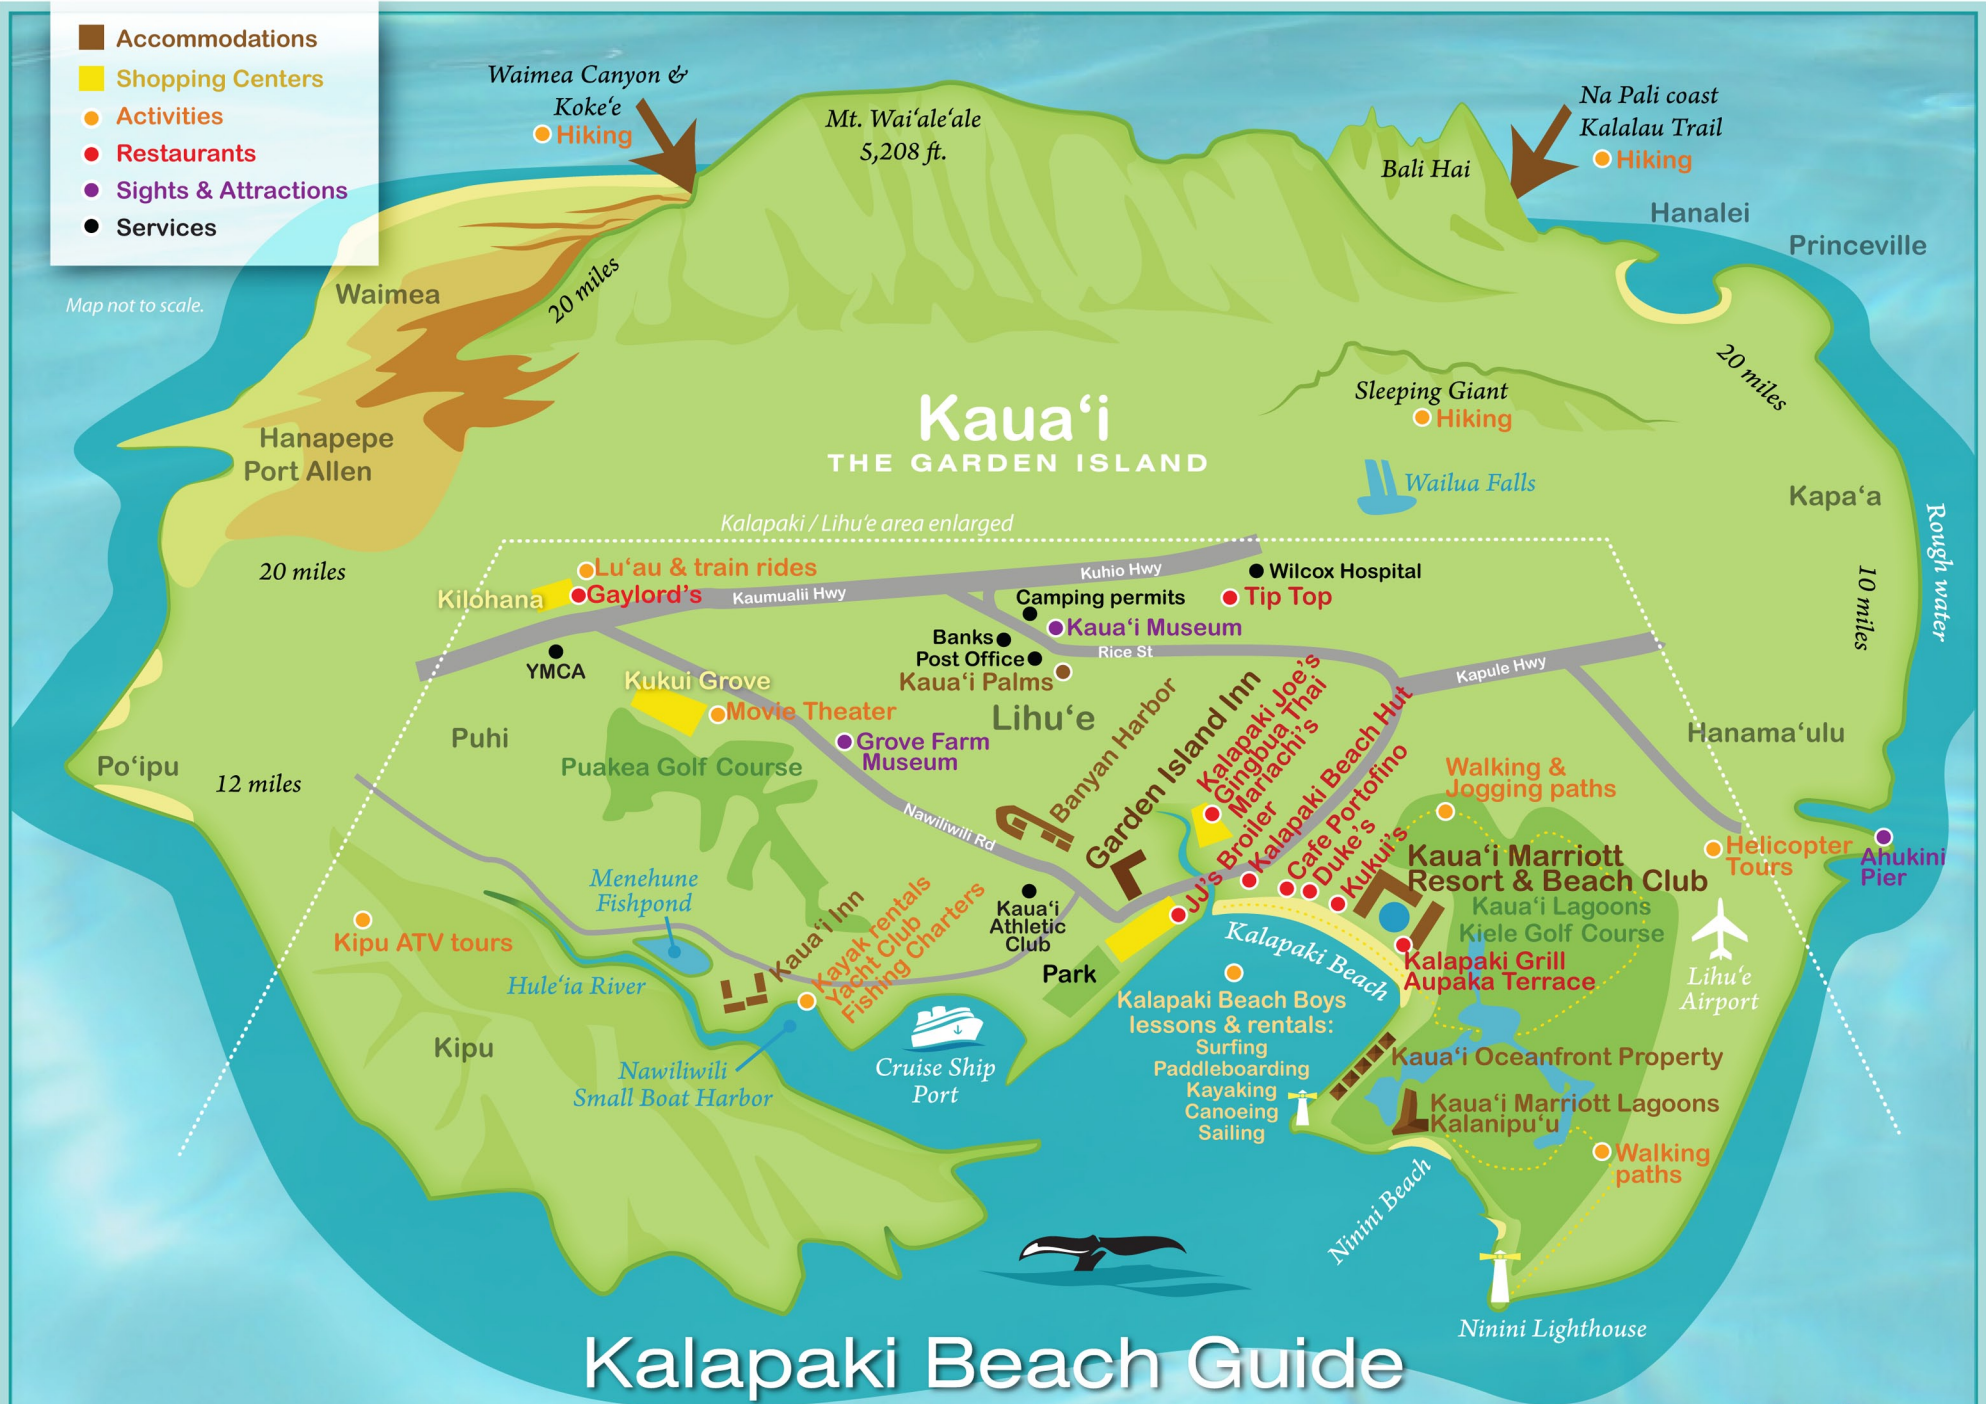 Accommodations
Shopping Centers
Activities
Restaurants
Sights & Attractions
Services
Map not to scale.
Waimea Canyon &
Koke‘e
Hiking
Mt. Wai‘ale‘ale
5,208 ft.
Bali Hai
Na Pali coast
Kalalau Trail
Hiking
Hanalei
Princeville
Waimea
20 miles
20 miles
Sleeping Giant
Hiking
Kaua‘i
THE GARDEN ISLAND
Hanapepe
Port Allen
Wailua Falls
Kapa‘a
Rough water
Kalapaki / Lihu‘e area enlarged
20 miles
10 miles
Lu‘au & train rides
Kilohana
Gaylord’s
Kaumualii Hwy
Kuhio Hwy
Wilcox Hospital
Camping permits
Tip Top
Kaua‘i Museum
Banks
Post Office
Rice St
Kaua‘i Palms
Kapule Hwy
YMCA
Kukui Grove
Movie Theater
Lihu‘e
Puhi
Grove Farm
Museum
Hanama‘ulu
Po‘ipu
12 miles
Puakea Golf Course
Nawiliwili Rd
Banyan Harbor
Garden Island Inn
Kalapaki Joe’s
Gingbua Thai
Mariachi’s
JJ’s Broiler
Kalapaki Beach Hut
Cafe Portofino
Duke’s
Kukui’s
Walking &
Jogging paths
Kaua‘i Marriott
Resort & Beach Club
Kaua‘i Lagoons
Kiele Golf Course
Helicopter
Tours
Ahukini
Pier
Menehune
Fishpond
Kaua‘i Inn
Kayak rentals
Yacht Club
Fishing Charters
Kaua‘i
Athletic
Club
Park
Kipu ATV tours
Hule‘ia River
Kalapaki Beach
Kalapaki Grill
Aupaka Terrace
Lihu‘e
Airport
Kalapaki Beach Boys
lessons & rentals:
Surfing
Paddleboarding
Kayaking
Canoeing
Sailing
Kipu
Nawiliwili
Small Boat Harbor
Cruise Ship
Port
Kaua‘i Oceanfront Property
Kaua‘i Marriott Lagoons
Kalanipu‘u
Walking
paths
Ninini Beach
Ninini Lighthouse
Kalapaki Beach Guide